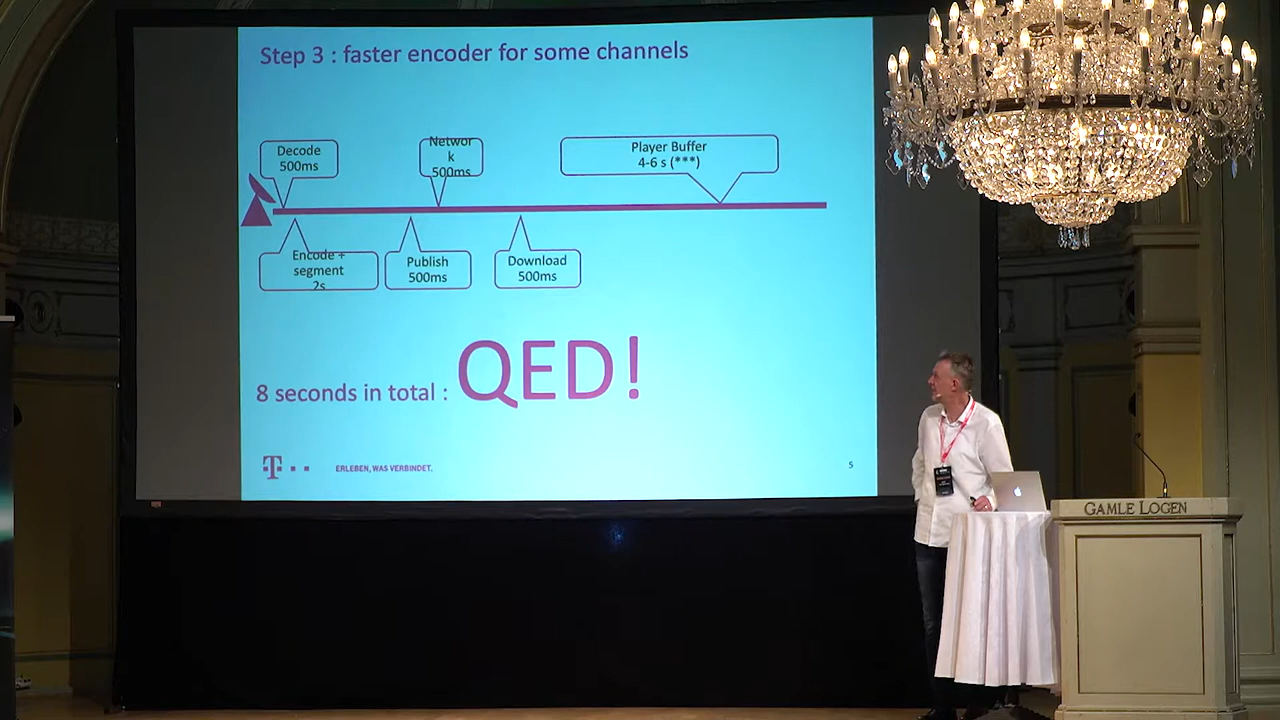 Step 3 : faster encoder for some channels
Decode
500ms
Networ
k
500ms
Player Buffer
4-6 s (***)
Encode +
segment
2s
Publish
500ms
Download
500ms
8 seconds in total : QED!
T
ERLEBEN, WAS VERBINDET.
5
GAMLE LOGEN